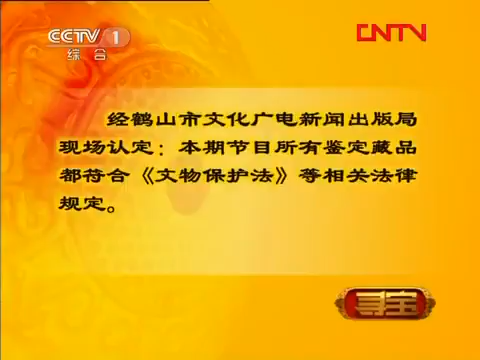 CCTV 1
CNTV
综合
经鹤山市文化广电新闻出版局
现场认定：本期节目所有鉴定藏品
都符合《文物保护法》等相关法律
规定。
寻宝